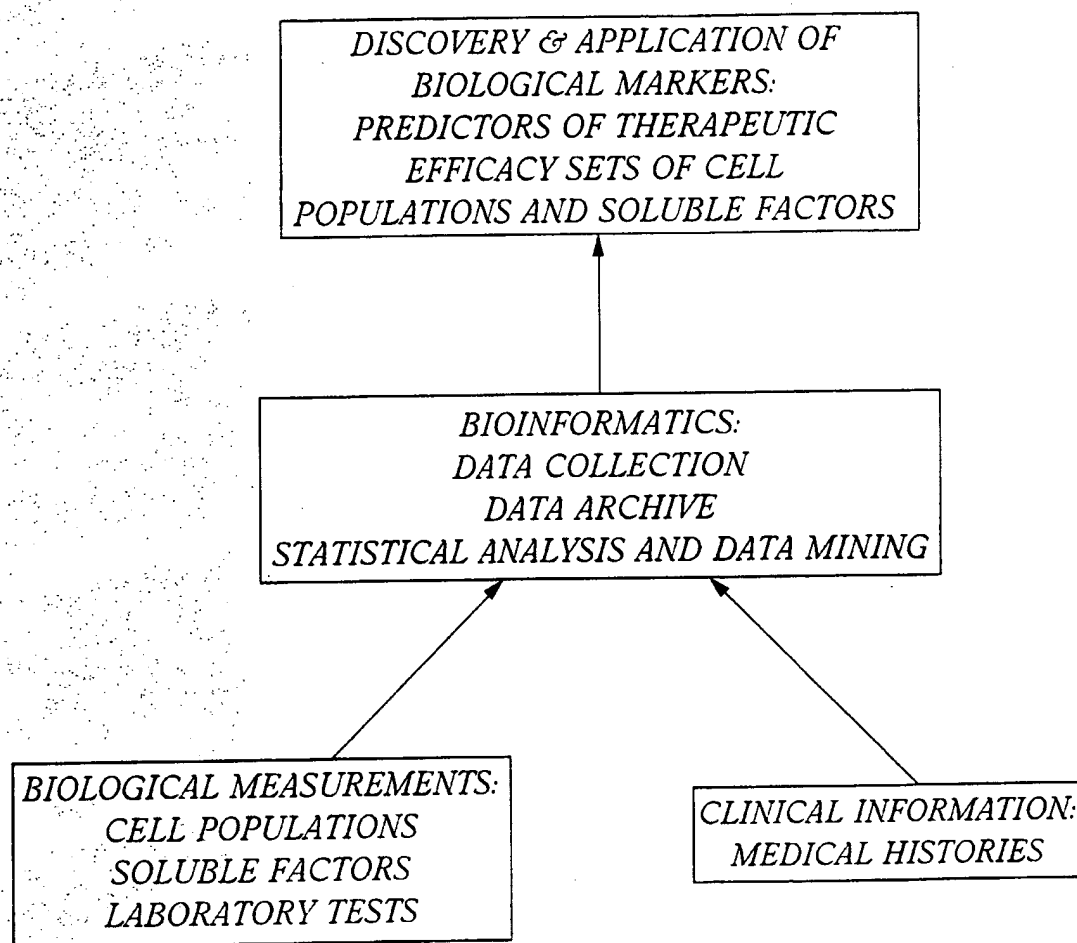 DISCOVERY & APPLICATION OF
BIOLOGICAL MARKERS:
PREDICTORS OF THERAPEUTIC
EFFICACY SETS OF CELL
POPULATIONS AND SOLUBLE FACTORS
BIOINFORMATICS:
DATA COLLECTION
DATA ARCHIVE
STATISTICAL ANALYSIS AND DATA MINING
BIOLOGICAL MEASUREMENTS:
CELL POPULATIONS
SOLUBLE FACTORS
LABORATORY TESTS
CLINICAL INFORMATION:
MEDICAL HISTORIES